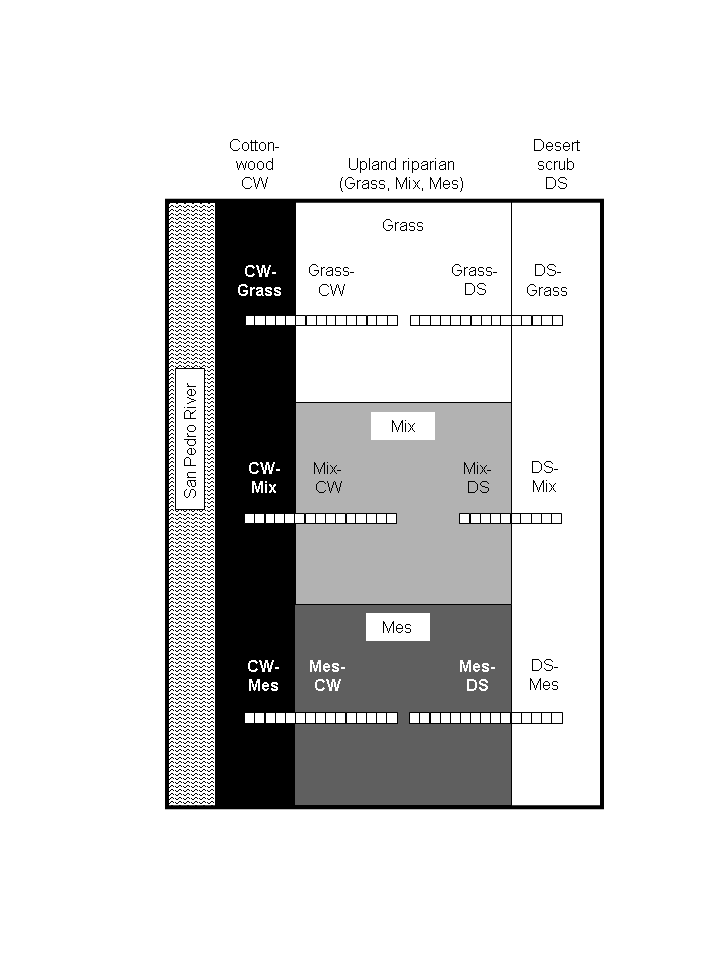 Cotton-
wood
CW
Upland riparian
(Grass, Mix, Mes)
Desert
scrub
DS
Grass
CW-
Grass
Grass-
CW
Grass-
DS
DS-
Grass
San Pedro River
Mix
CW-
Mix
Mix-
CW
Mix-
DS
DS-
Mix
Mes
CW-
Mes
Mes-
CW
Mes-
DS
DS-
Mes